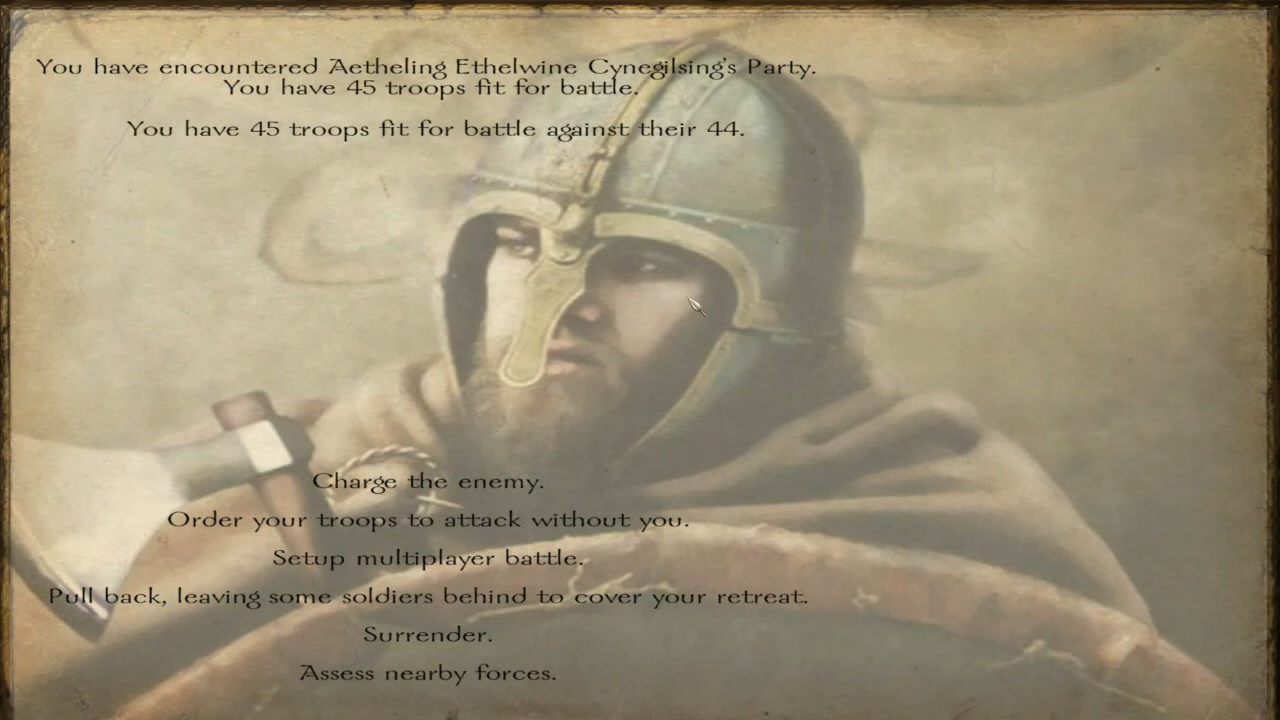 You have encountered Aetheling Ethelwine Cynegilsing's Party.
You have 45 troops fit for battle.
You have 45 troops fit for battle against their 44.
Charge the enemy.
Order your troops to attack without you.
Setup multiplayer battle.
Pull back, leaving some soldiers behind to cover your retreat.
Surrender.
Assess nearby forces.